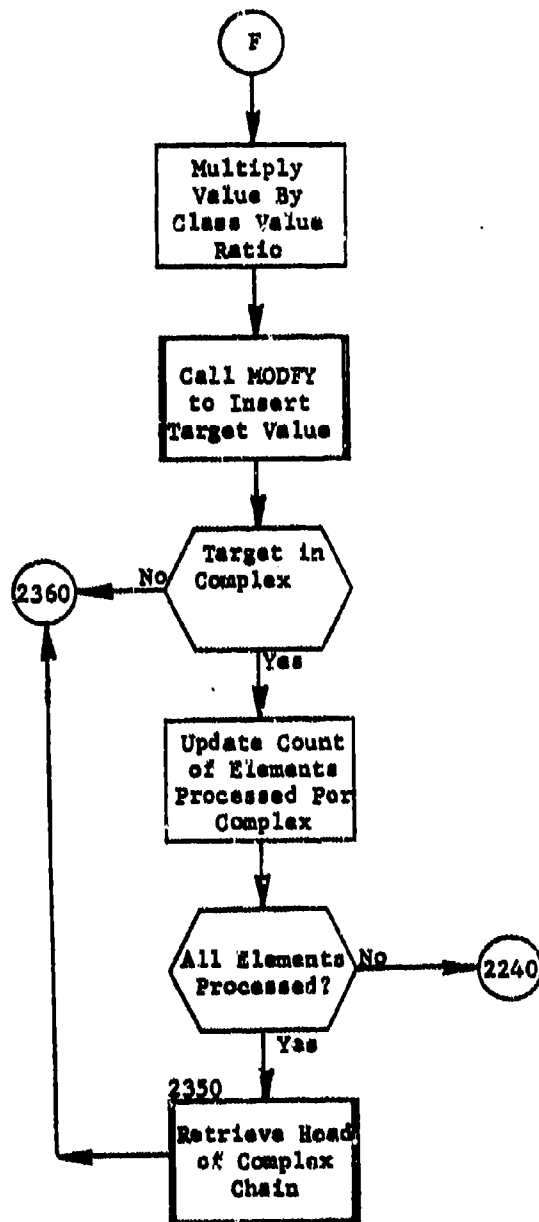 F
Multiply
Value By
Class Value
Ratio
Call MODFY
to Insert
Target Value
Target in
Complex
No
2360
Yes
Update Count
of Elements
Processed For
Complex
All Elements
Processed?
No
2240
Yes
2350
Retrieve Head
of Complex
Chain